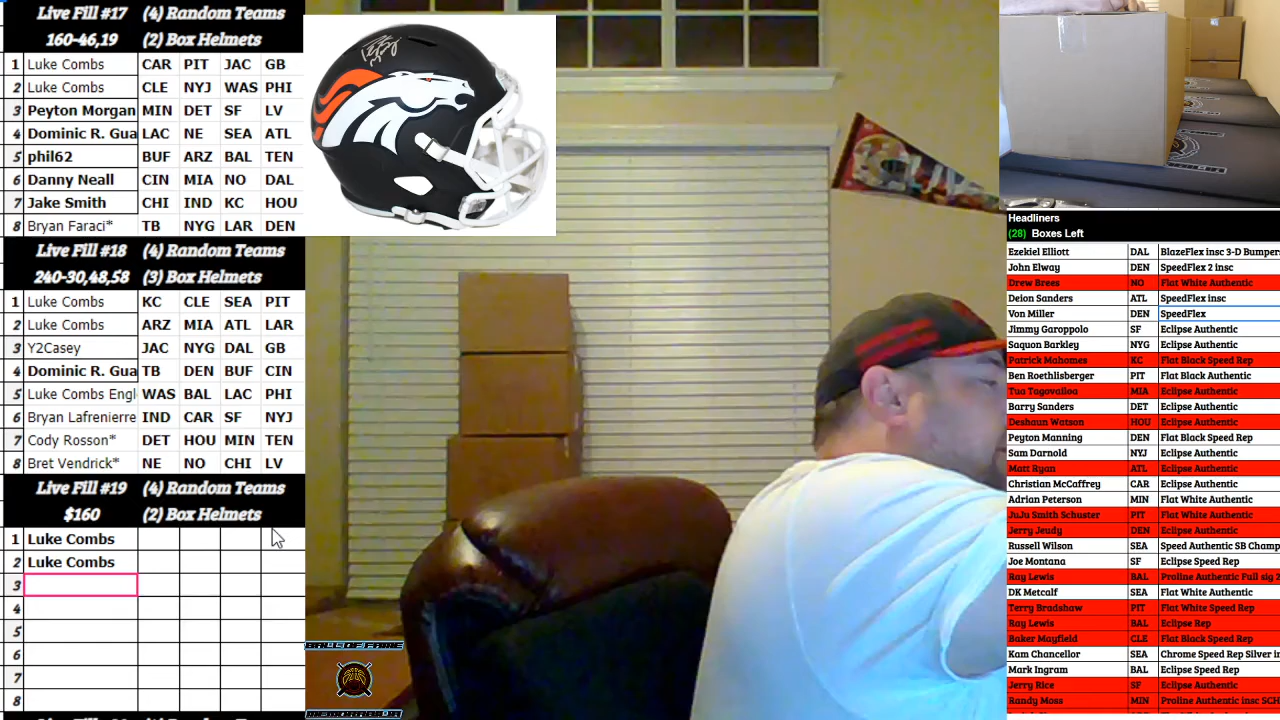 Live Fill #17 (4) Random Teams
160-46,19 (2) Box Helmets
1 Luke Combs CAR PIT JAC GB
2 Luke Combs CLE NYJ WAS PHI
3 Peyton Morgan MIN DET SF LV
4 Dominic R. Gua LAC NE SEA ATL
5 phil62 BUF ARZ BAL TEN
6 Danny Neall CIN MIA NO DAL
7 Jake Smith CHI IND KC HOU
8 Bryan Faraci* TB NYG LAR DEN
Live Fill #18 (4) Random Teams
240-30,48,58 (3) Box Helmets
1 Luke Combs KC CLE SEA PIT
2 Luke Combs ARZ MIA ATL LAR
3 Y2Casey JAC NYG DAL GB
4 Dominic R. Gua TB DEN BUF CIN
5 Luke Combs Engl WAS BAL LAC PHI
6 Bryan Lafrenierre IND CAR SF NYJ
7 Cody Rosson* DET HOU MIN TEN
8 Bret Vendrick* NE NO CHI LV
Live Fill #19 (4) Random Teams
$160 (2) Box Helmets
1 Luke Combs
2 Luke Combs
3
4
5
6
7
8
BALL OF FAME
MEMORABILIA
Headliners
(28) Boxes Left
Ezekiel Elliott DAL BlazeFlex insc 3-D Bumper
John Elway DEN SpeedFlex 2 insc
Drew Brees NO Flat White Authentic
Deion Sanders ATL SpeedFlex insc
Von Miller DEN SpeedFlex
Jimmy Garoppolo SF Eclipse Authentic
Saquon Barkley NYG Eclipse Authentic
Patrick Mahomes KC Flat Black Speed Rep
Ben Roethlisberger PIT Flat Black Authentic
Tua Tagovailoa MIA Eclipse Authentic
Barry Sanders DET Eclipse Authentic
Deshaun Watson HOU Eclipse Authentic
Peyton Manning DEN Flat Black Speed Rep
Sam Darnold NYJ Eclipse Authentic
Matt Ryan ATL Eclipse Authentic
Christian McCaffrey CAR Eclipse Authentic
Adrian Peterson MIN Flat White Authentic
JuJu Smith Schuster PIT Flat White Authentic
Jerry Jeudy DEN Eclipse Authentic
Russell Wilson SEA Speed Authentic SB Champ
Joe Montana SF Eclipse Speed Rep
Ray Lewis BAL Proline Authentic Full sig 2
DK Metcalf SEA Flat White Authentic
Terry Bradshaw PIT Flat White Speed Rep
Ray Lewis BAL Eclipse Rep
Baker Mayfield CLE Flat Black Speed Rep
Kam Chancellor SEA Chrome Speed Rep Silver in
Mark Ingram BAL Eclipse Speed Rep
Jerry Rice SF Eclipse Authentic
Randy Moss MIN Proline Authentic insc SCH